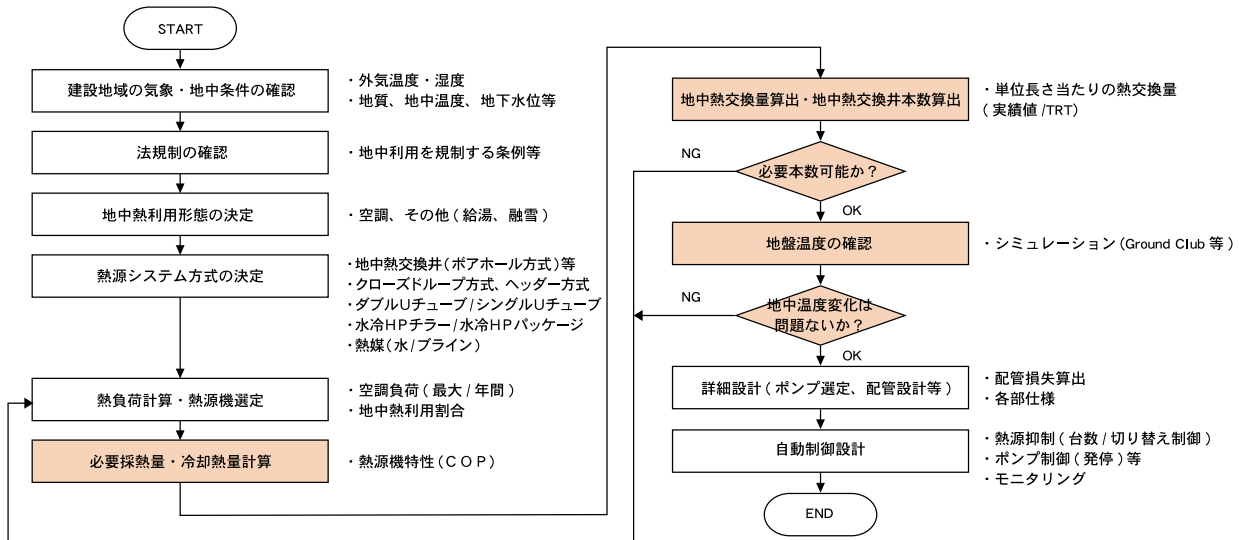 START
建設地域の気象・地中条件の確認
・外気温度・湿度
・地質、地中温度、地下水位等
法規制の確認
・地中利用を規制する条例等
地中熱利用形態の決定
・空調、その他(給湯、融雪)
熱源システム方式の決定
・地中熱交換井(ボアホール方式)等
・クローズドループ方式、ヘッダー方式
・ダブルUチューブ/シングルUチューブ
・水冷HPチラー/水冷HPパッケージ
・熱媒(水/ブライン)
熱負荷計算・熱源機選定
・空調負荷(最大/年間)
・地中熱利用割合
必要採熱量・冷却熱量計算
・熱源機特性(COP)
地中熱交換量算出・地中熱交換井本数算出
・単位長さ当たりの熱交換量
(実績値/TRT)
NG
必要本数可能か?
OK
地盤温度の確認
・シミュレーション(Ground Club 等)
NG
地中温度変化は
問題ないか?
OK
詳細設計(ポンプ選定、配管設計等)
・配管損失算出
・各部仕様
自動制御設計
・熱源抑制(台数/切り替え制御)
・ポンプ制御(発停)等
・モニタリング
END